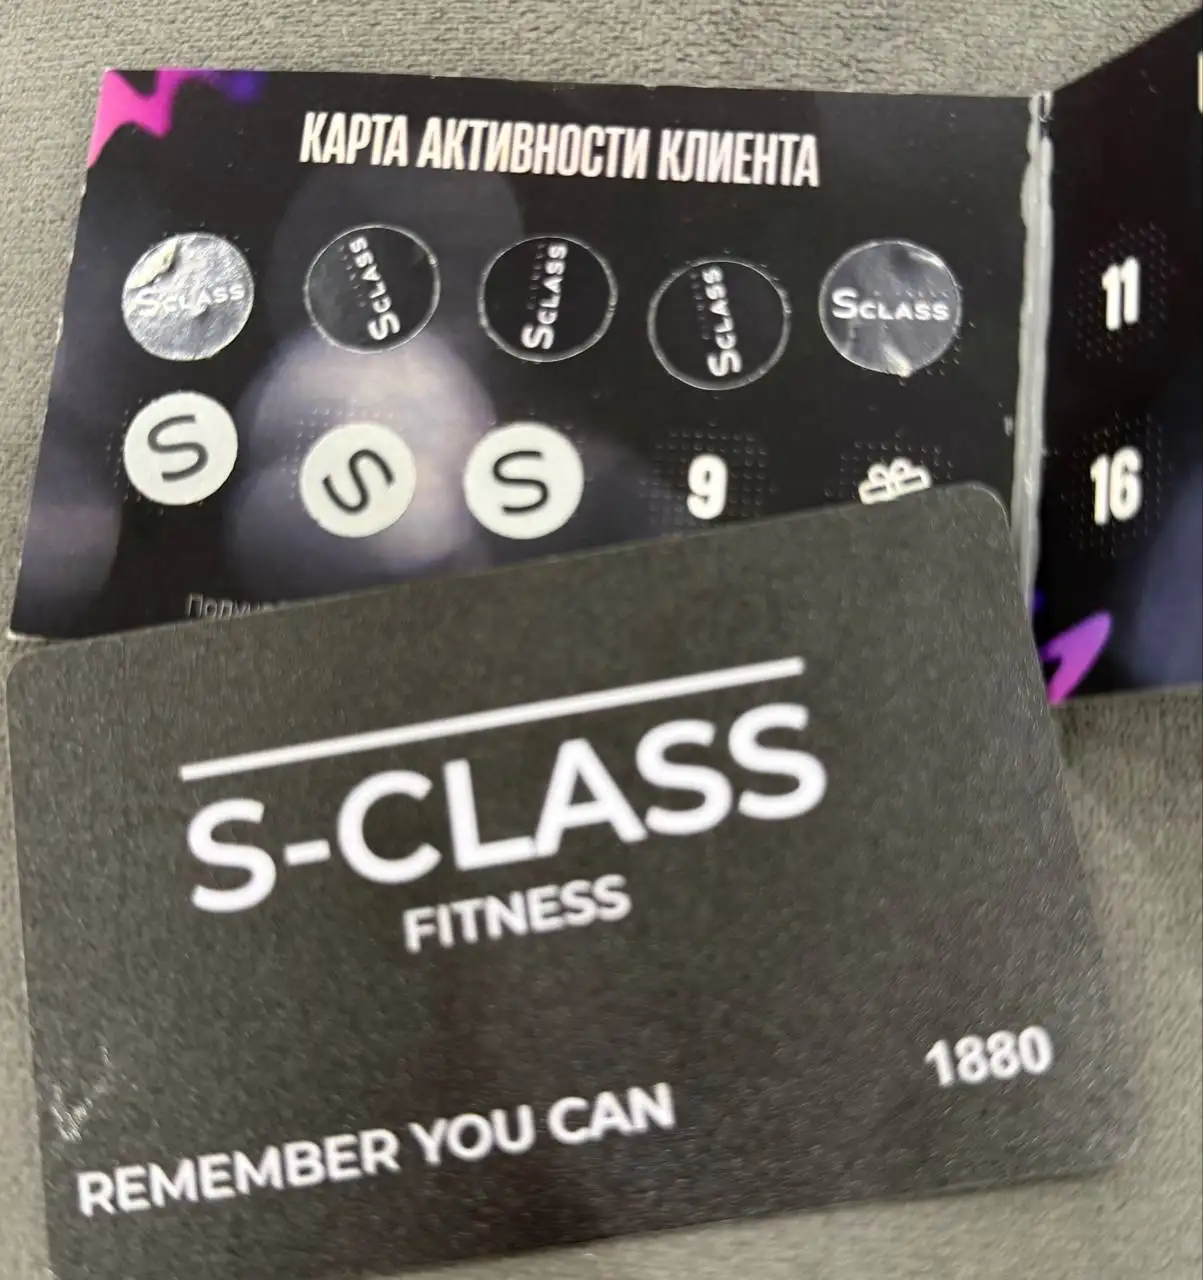 КАРТА АКТИВНОСТИ КЛИЕНТА
SCLASS SCLASS SCLASS SCLASS SCLASS
11
S S S 9
16
S-CLASS
FITNESS
1880
REMEMBER YOU CAN